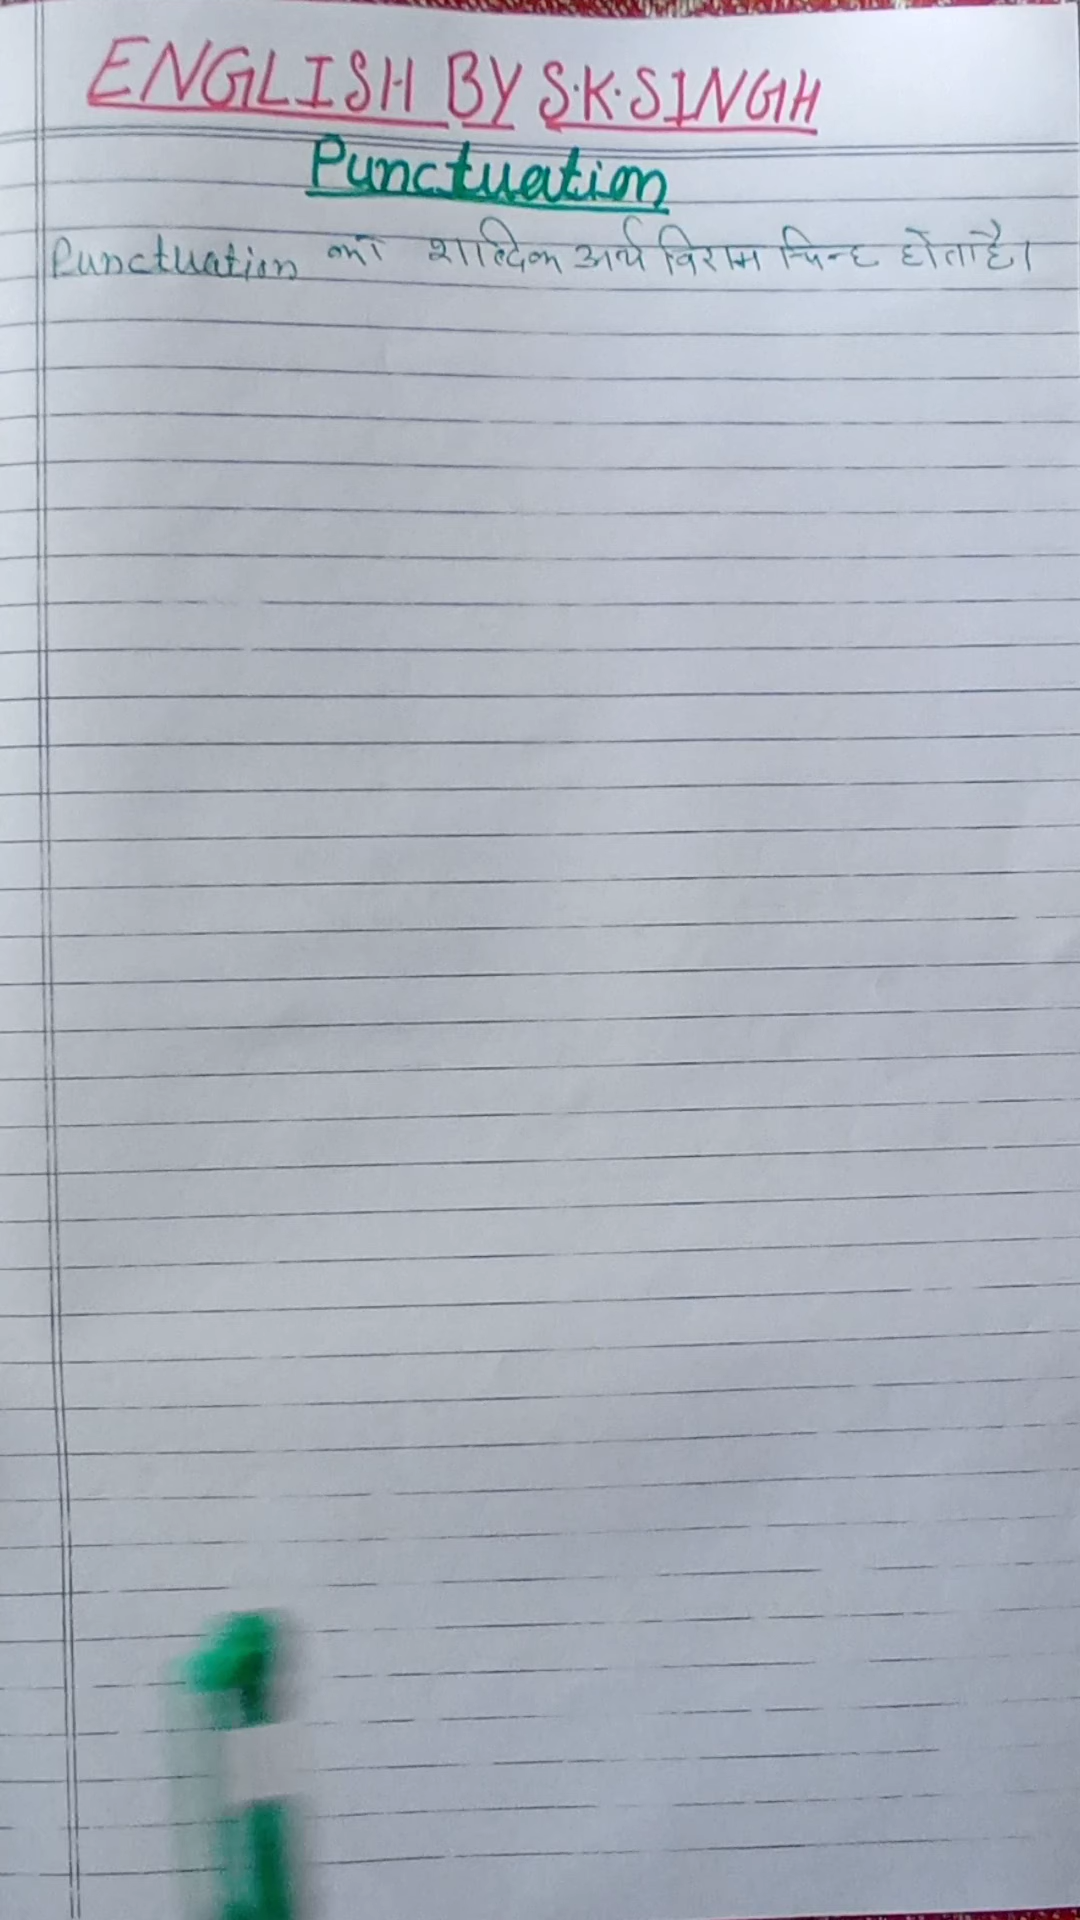 ENGLISH BY S.K.SINGH
Punctuation
Punctuation का शाब्दिक अर्थ विराम चिन्ह होता है।